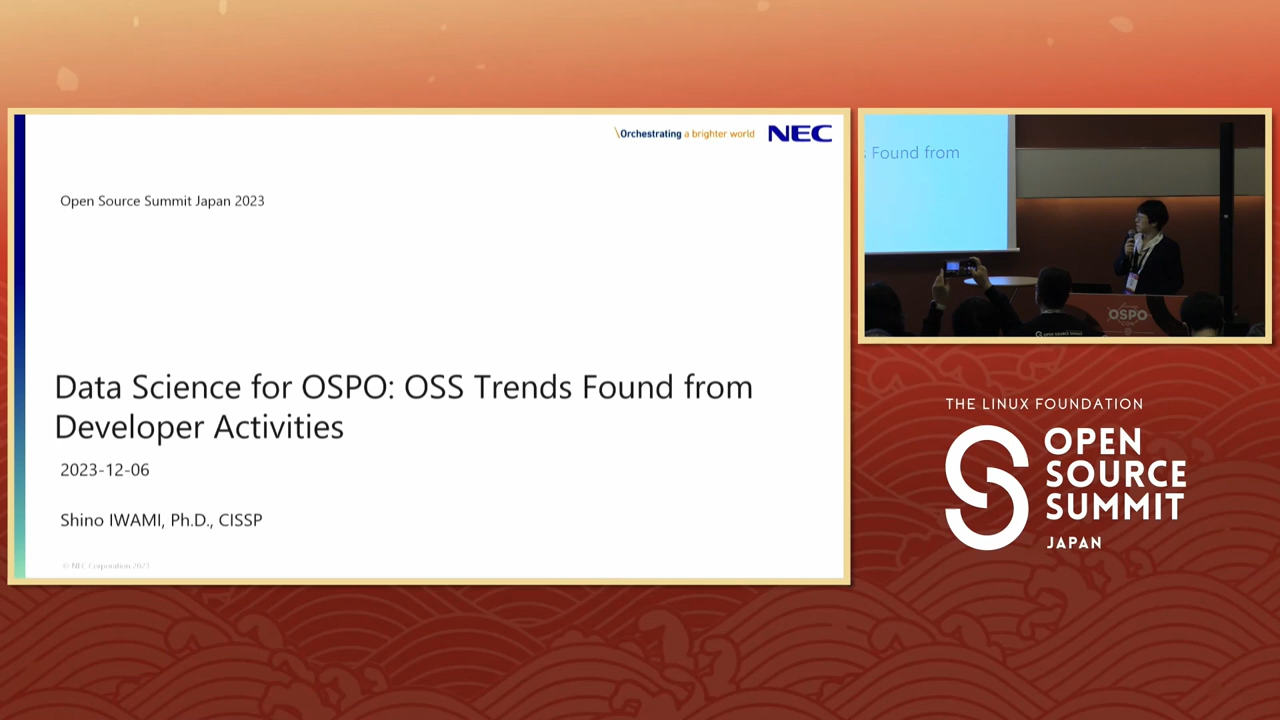 \Orchestrating a brighter world NEC
Open Source Summit Japan 2023
Data Science for OSPO: OSS Trends Found from
Developer Activities
2023-12-06
Shino IWAMI, Ph.D., CISSP
© NEC Corporation 2023
s Found from
OSPO
CON
THE LINUX FOUNDATION
OPEN
SOURCE
SUMMIT
JAPAN